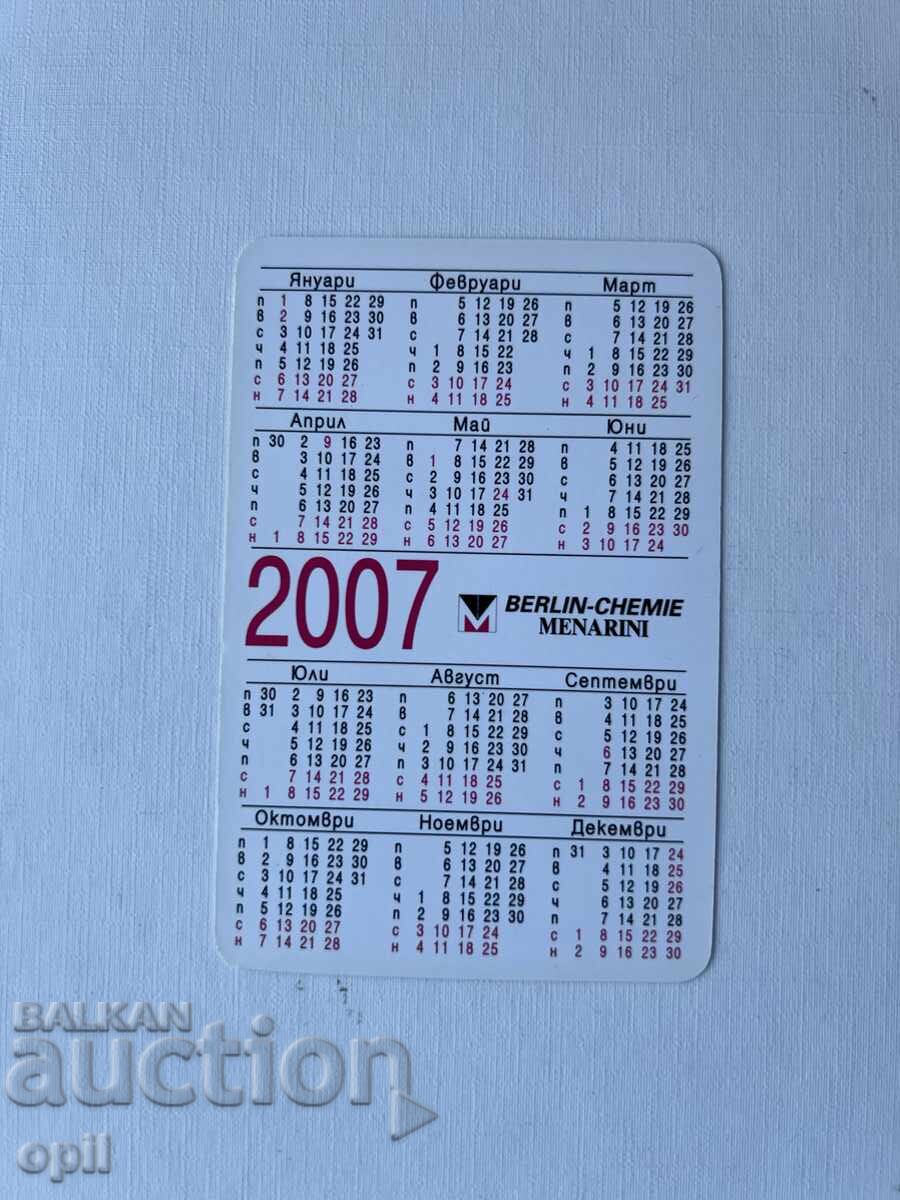 Януари Февруари Март
п 1 8 15 22 29 п 5 12 19 26 п 5 12 19 26
в 2 9 16 23 30 в 6 13 20 27 в 6 13 20 27
с 3 10 17 24 31 с 7 14 21 28 с 7 14 21 28
ч 4 11 18 25 ч 1 8 15 22 ч 1 8 15 22 29
п 5 12 19 26 п 2 9 16 23 п 2 9 16 23 30
с 6 13 20 27 с 3 10 17 24 с 3 10 17 24 31
н 7 14 21 28 н 4 11 18 25 н 4 11 18 25
Април Май Юни
п 30 2 9 16 23 п 7 14 21 28 п 4 11 18 25
в 3 10 17 24 в 1 8 15 22 29 в 5 12 19 26
с 4 11 18 25 с 2 9 16 23 30 с 6 13 20 27
ч 5 12 19 26 ч 3 10 17 24 31 ч 7 14 21 28
п 6 13 20 27 п 4 11 18 25 п 1 8 15 22 29
с 7 14 21 28 с 5 12 19 26 с 2 9 16 23 30
н 1 8 15 22 29 н 6 13 20 27 н 3 10 17 24
2007 BERLIN-CHEMIE
MENARINI
Юли Август Септември
п 30 2 9 16 23 п 6 13 20 27 п 3 10 17 24
в 31 3 10 17 24 в 7 14 21 28 в 4 11 18 25
с 4 11 18 25 с 1 8 15 22 29 с 5 12 19 26
ч 5 12 19 26 ч 2 9 16 23 30 ч 6 13 20 27
п 6 13 20 27 п 3 10 17 24 31 п 7 14 21 28
с 7 14 21 28 с 4 11 18 25 с 1 8 15 22 29
н 1 8 15 22 29 н 5 12 19 26 н 2 9 16 23 30
Октомври Ноември Декември
п 1 8 15 22 29 п 5 12 19 26 п 31 3 10 17 24
в 2 9 16 23 30 в 6 13 20 27 в 4 11 18 25
с 3 10 17 24 31 с 7 14 21 28 с 5 12 19 26
ч 4 11 18 25 ч 1 8 15 22 29 ч 6 13 20 27
п 5 12 19 26 п 2 9 16 23 30 п 7 14 21 28
с 6 13 20 27 с 3 10 17 24 с 1 8 15 22 29
н 7 14 21 28 н 4 11 18 25 н 2 9 16 23 30
BALKAN
auction
opil